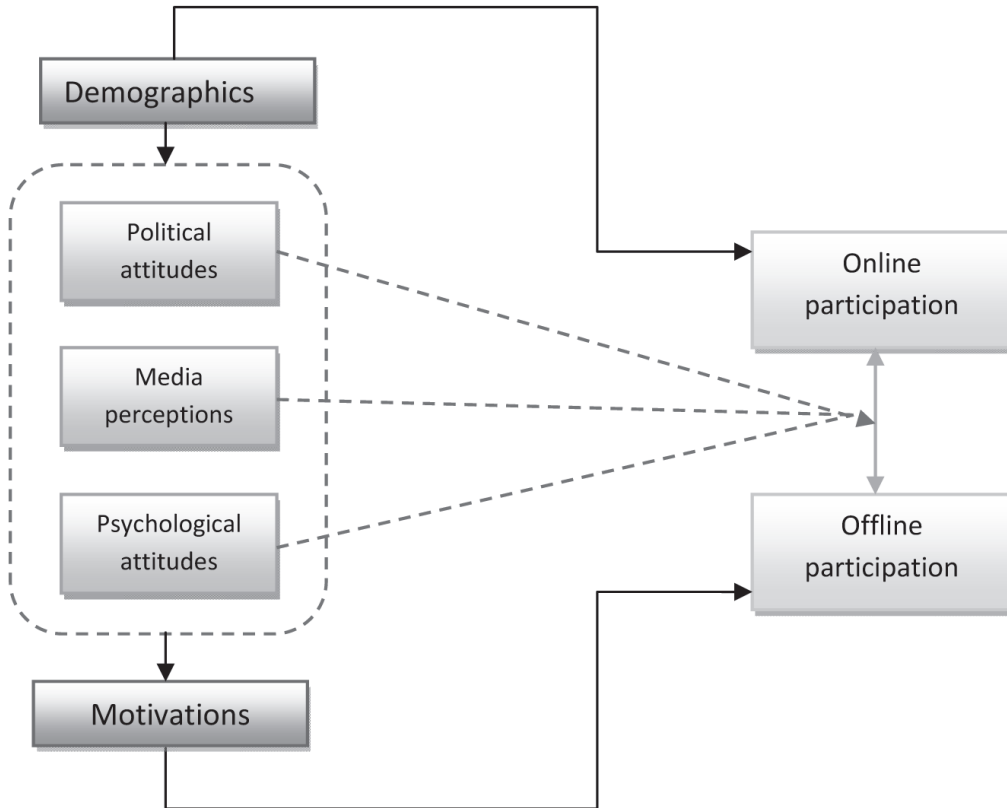 Demographics
Political
attitudes
Media
perceptions
Psychological
attitudes
Motivations
Online
participation
Offline
participation